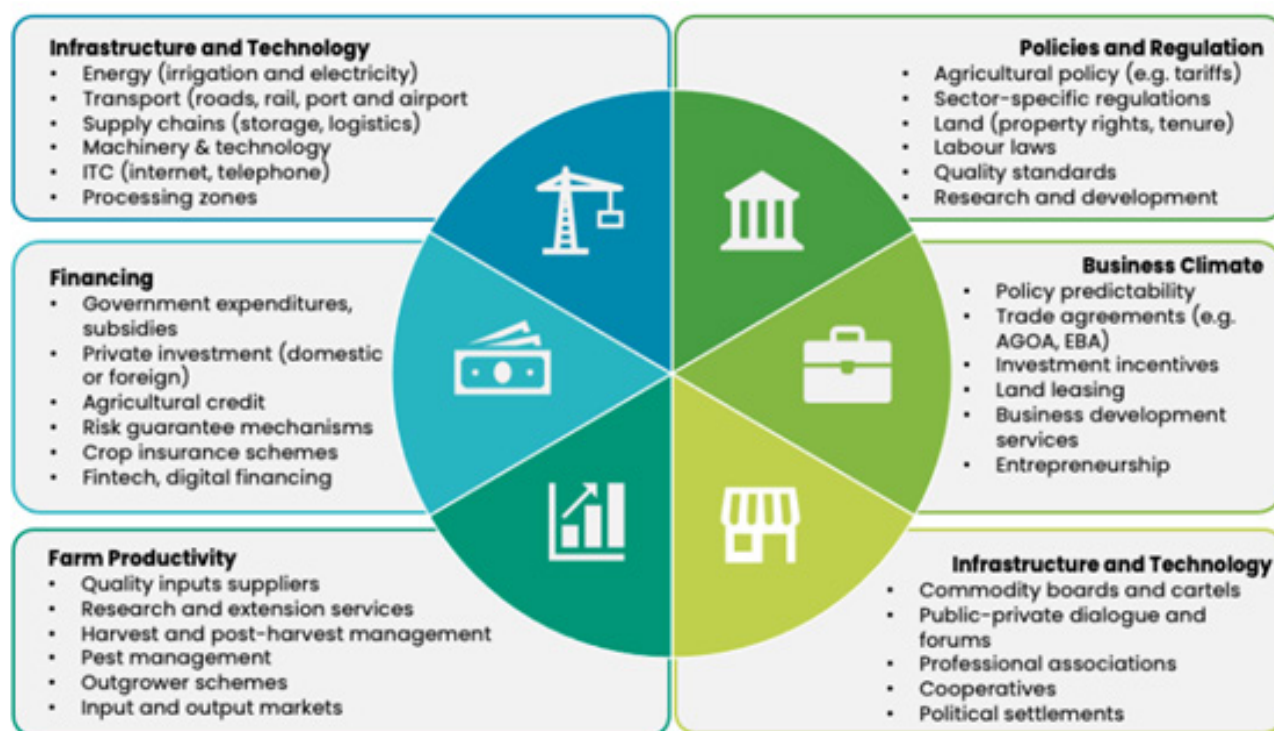 Infrastructure and Technology
• Energy (irrigation and electricity)
• Transport (roads, rail, port and airport
• Supply chains (storage, logistics)
• Machinery & technology
• ITC (internet, telephone)
• Processing zones
Financing
• Government expenditures,
subsidies
• Private investment (domestic
or foreign)
• Agricultural credit
• Risk guarantee mechanisms
• Crop insurance schemes
• Fintech, digital financing
Farm Productivity
• Quality inputs suppliers
• Research and extension services
• Harvest and post-harvest management
• Pest management
• Outgrower schemes
• Input and output markets
Policies and Regulation
• Agricultural policy (e.g. tariffs)
• Sector-specific regulations
• Land (property rights, tenure)
• Labour laws
• Quality standards
• Research and development
Business Climate
• Policy predictability
• Trade agreements (e.g.
AGOA, EBA)
• Investment incentives
• Land leasing
• Business development
services
• Entrepreneurship
Infrastructure and Technology
• Commodity boards and cartels
• Public-private dialogue and
forums
• Professional associations
• Cooperatives
• Political settlements